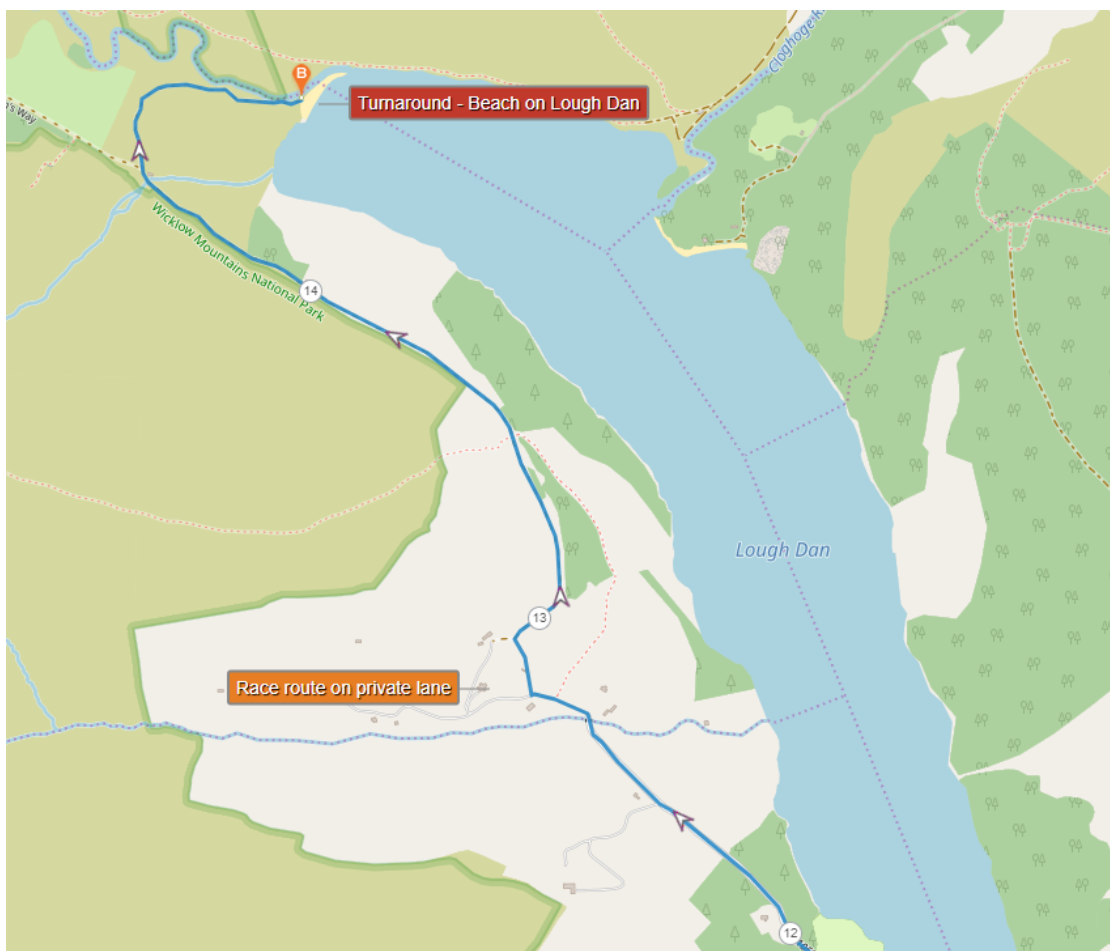 B
Turnaround - Beach on Lough Dan
Cloghoge R
's Way
Wicklow Mountains National Park
14
Lough Dan
13
Race route on private lane
12